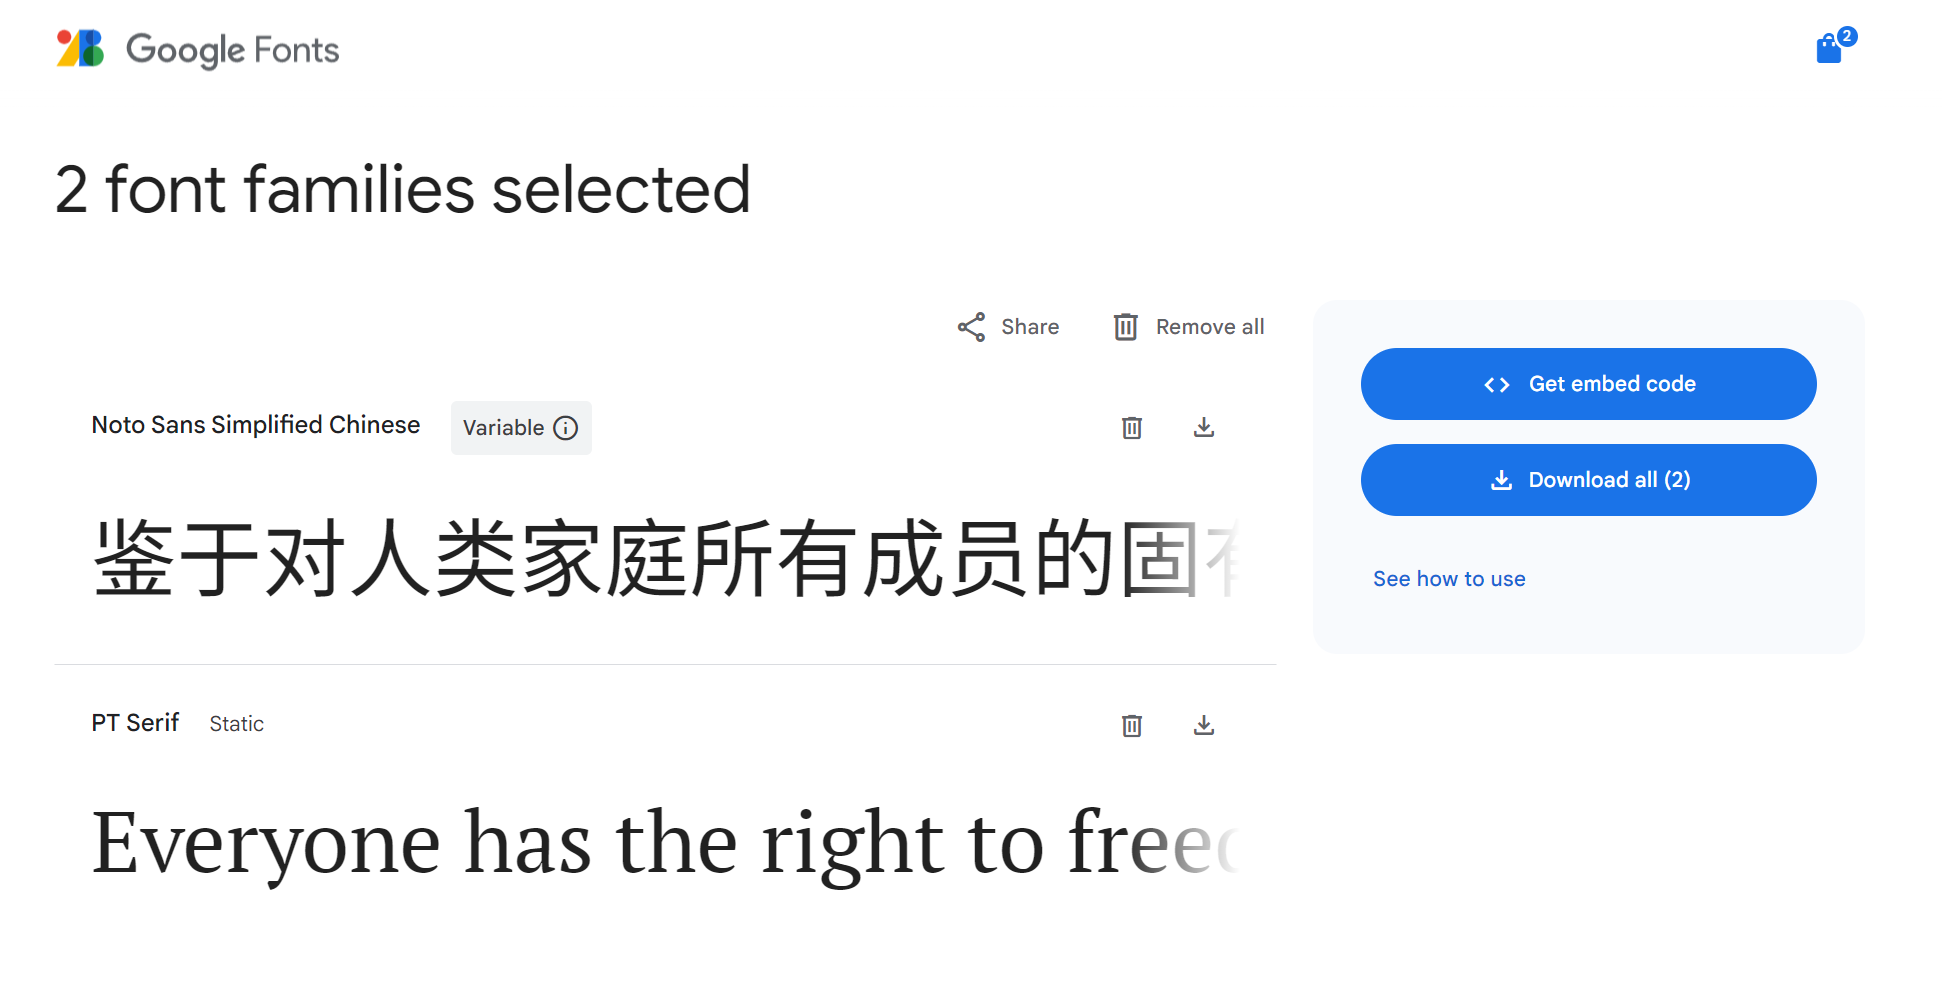 Google Fonts
2
2 font families selected
Share
Remove all
Get embed code
Noto Sans Simplified Chinese
Variable
Download all (2)
鉴于对人类家庭所有成员的固有
See how to use
PT Serif
Static
Everyone has the right to free